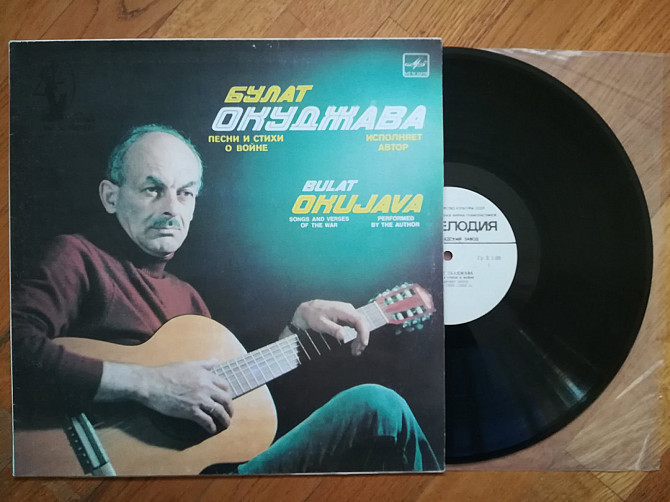 БУЛАТ
ОКУДЖАВА
ПЕСНИ И СТИХИ
О ВОЙНЕ
ИСПОЛНЯЕТ
АВТОР
BULAT
OKUJAVA
SONGS AND VERSES
OF THE WAR
PERFORMED
BY THE AUTHOR
ЕЛОДИЯ